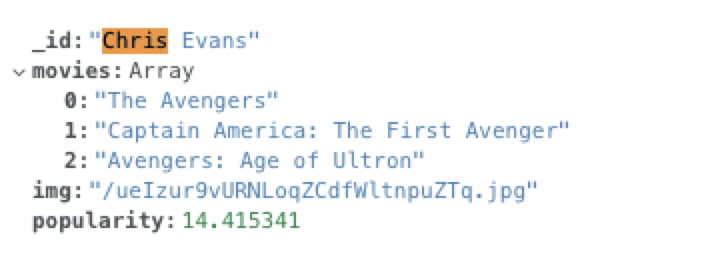 _id: "Chris Evans"
movies: Array
0: "The Avengers"
1: "Captain America: The First Avenger"
2: "Avengers: Age of Ultron"
img: "/ueIzur9vURNLoqZCdfWltnpuZTq.jpg"
popularity: 14.415341